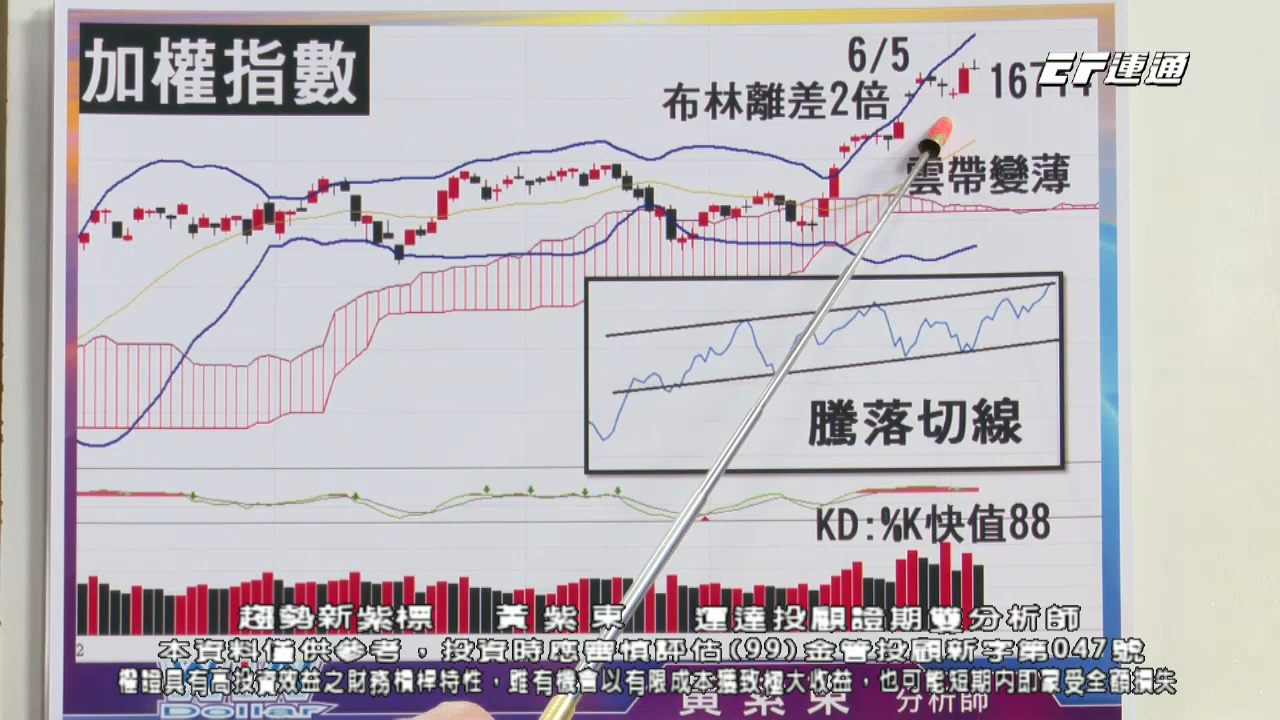 加權指數
6/5
布林離差2倍
EF運通
雲帶變薄
騰落切線
KD:%K快值88
趨勢新紫標 黃紫東 運達投顧證期雙分析師
本資料僅供參考，投資時應審慎評估(99)金管投顧新字第047號
權證具有高投資效益之財務槓桿特性，雖有機會以有限成本獲致極大收益，也可能短期內即蒙受全額損失
Dollar
黃紫東 分析師